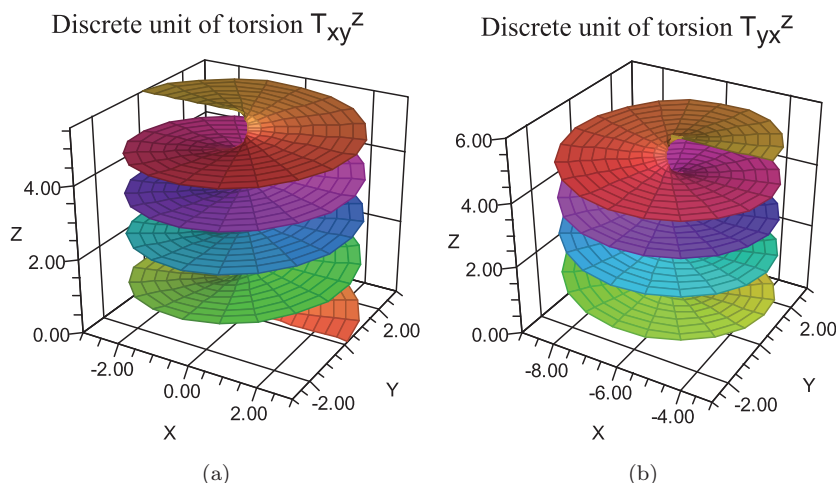 Discrete unit of torsion T_xy^z
Discrete unit of torsion T_yx^z
4.00
2.00
0.00
Z
-2.00
0.00
2.00
X
-2.00
2.00
Y
6.00
4.00
2.00
0.00
Z
-8.00
-6.00
-4.00
X
-2.00
2.00
Y
(a)
(b)